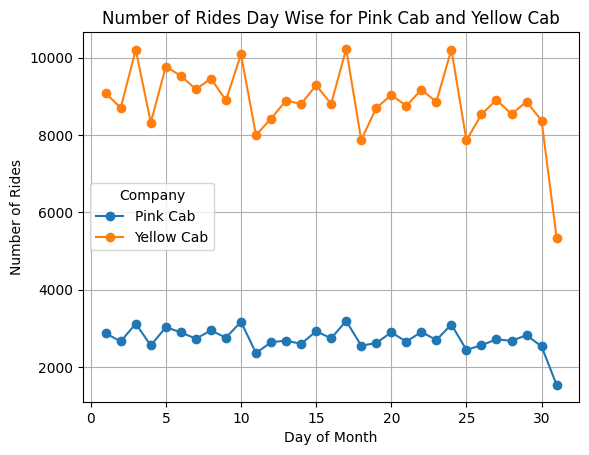 Number of Rides Day Wise for Pink Cab and Yellow Cab
10000
8000
6000
4000
2000
Number of Rides
Company
Pink Cab
Yellow Cab
0 5 10 15 20 25 30
Day of Month